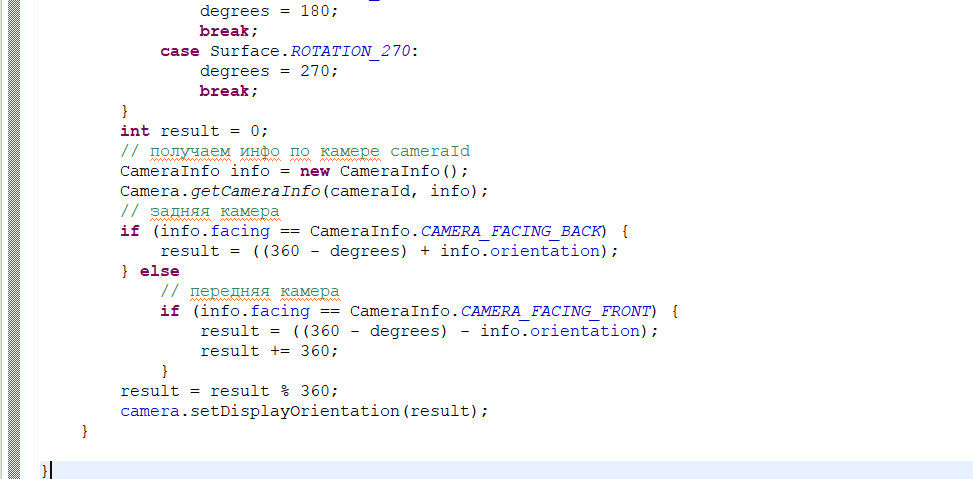 degrees = 180;
break;
case Surface.ROTATION_270:
degrees = 270;
break;
}
int result = 0;
// получаем инфо по камере cameraId
CameraInfo info = new CameraInfo();
Camera.getCameraInfo(cameraId, info);
// задняя камера
if (info.facing == CameraInfo.CAMERA_FACING_BACK) {
result = ((360 - degrees) + info.orientation);
} else
// передняя камера
if (info.facing == CameraInfo.CAMERA_FACING_FRONT) {
result = ((360 - degrees) - info.orientation);
result += 360;
}
result = result % 360;
camera.setDisplayOrientation(result);
}
}